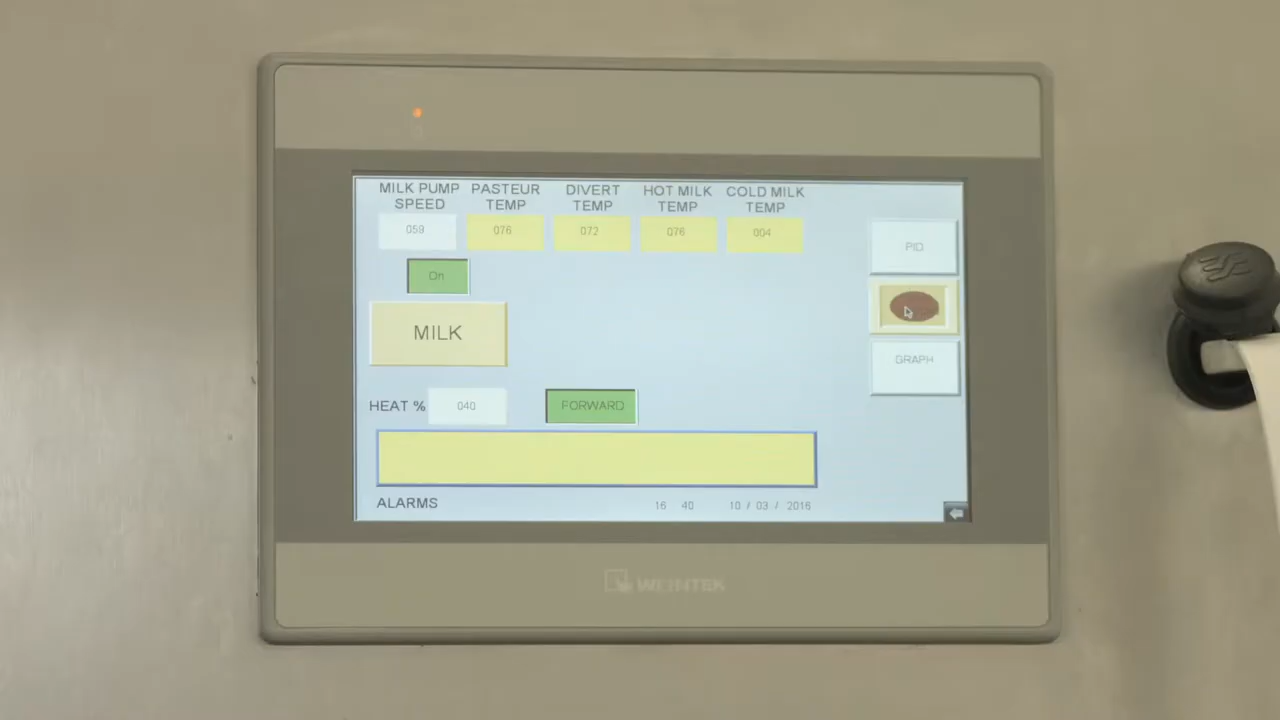 MILK PUMP SPEED
PASTEUR TEMP
DIVERT TEMP
HOT MILK TEMP
COLD MILK TEMP
059 076 072 076 004
PID
On
MILK
GRAPH
HEAT % 040 FORWARD
ALARMS 16 40 10 / 03 / 2016
WEINTEK